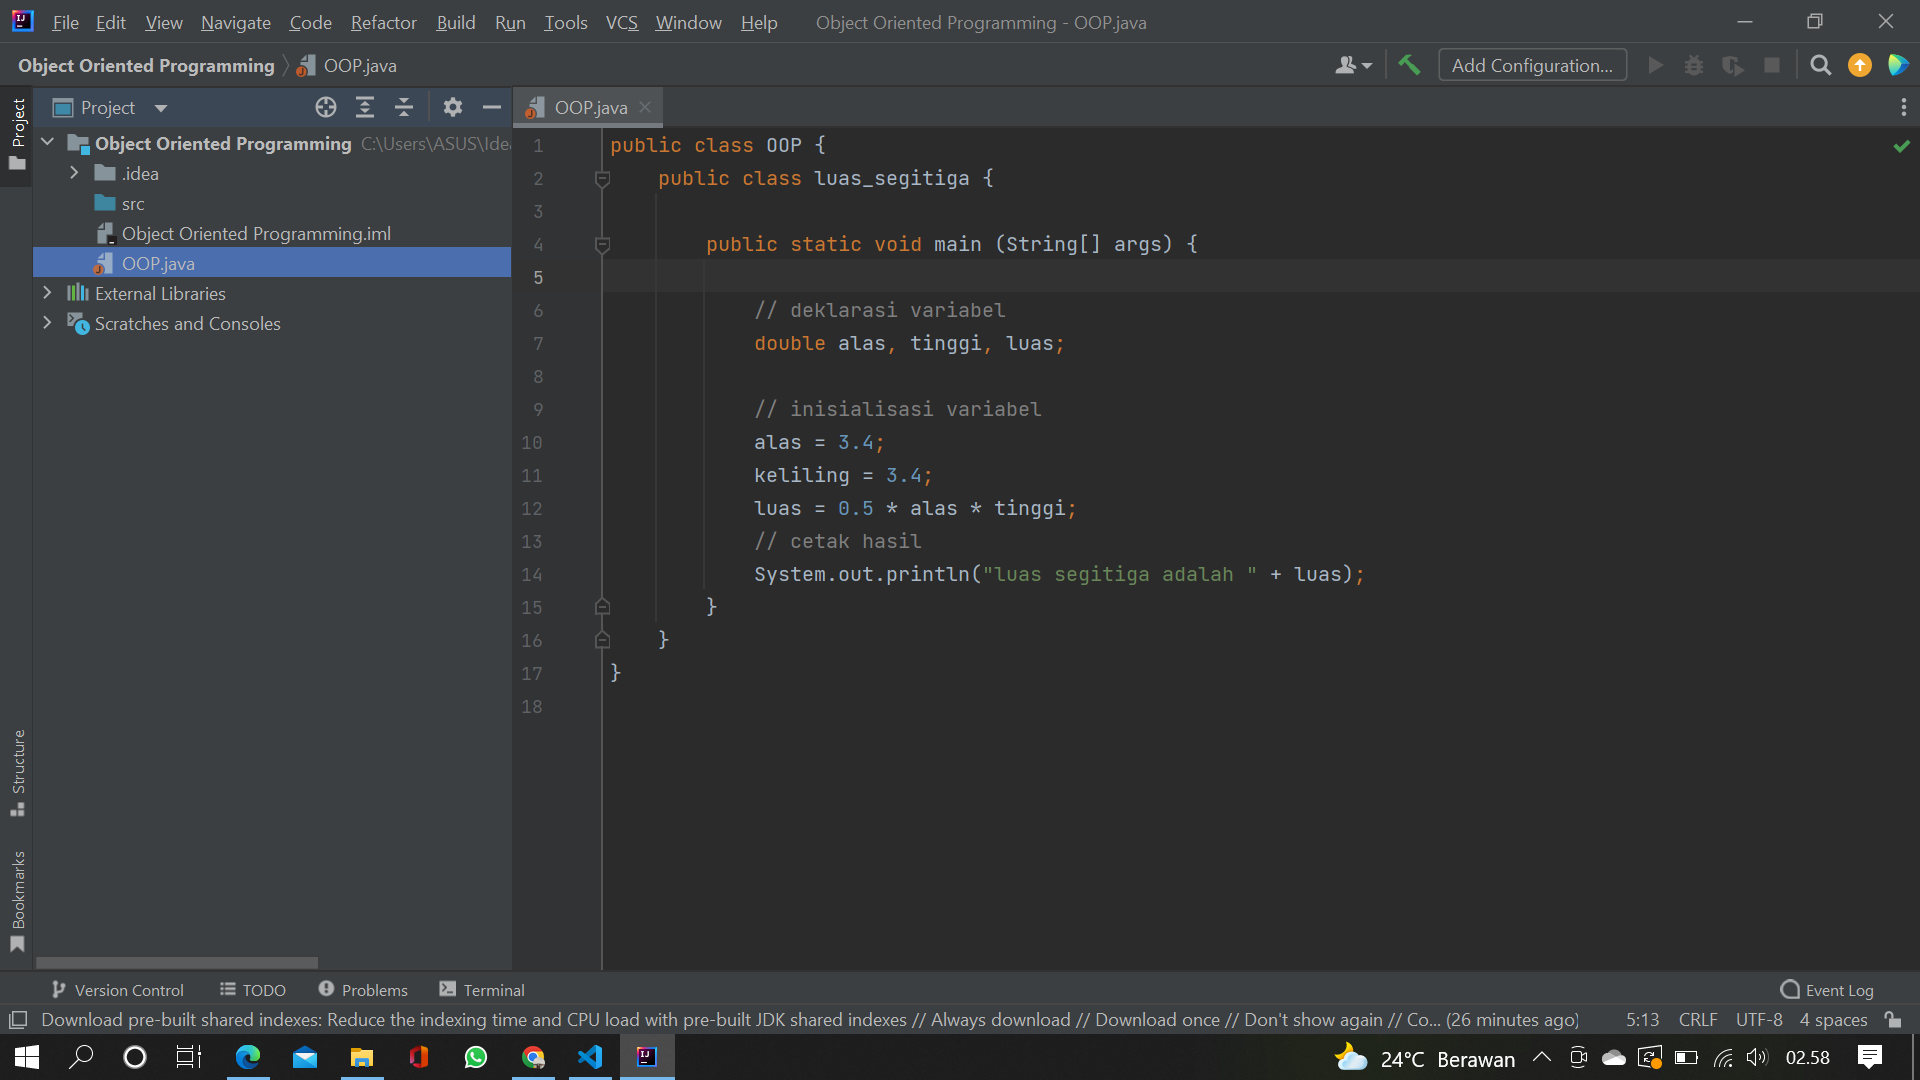 File Edit View Navigate Code Refactor Build Run Tools VCS Window Help Object Oriented Programming - OOP.java
Object Oriented Programming OOP.java Add Configuration...
Project
Project
OOP.java
Object Oriented Programming C:\Users\ASUS\Idea
.idea
src
Object Oriented Programming.iml
OOP.java
External Libraries
Scratches and Consoles
1 public class OOP {
2 public class luas_segitiga {
3
4 public static void main (String[] args) {
5
6 // deklarasi variabel
7 double alas, tinggi, luas;
8
9 // inisialisasi variabel
10 alas = 3.4;
11 keliling = 3.4;
12 luas = 0.5 * alas * tinggi;
13 // cetak hasil
14 System.out.println("luas segitiga adalah " + luas);
15 }
16 }
17 }
18
Structure
Bookmarks
Version Control TODO Problems Terminal Event Log
Download pre-built shared indexes: Reduce the indexing time and CPU load with pre-built JDK shared indexes // Always download // Download once // Don't show again // Co... (26 minutes ago) 5:13 CRLF UTF-8 4 spaces
24°C Berawan 02.58